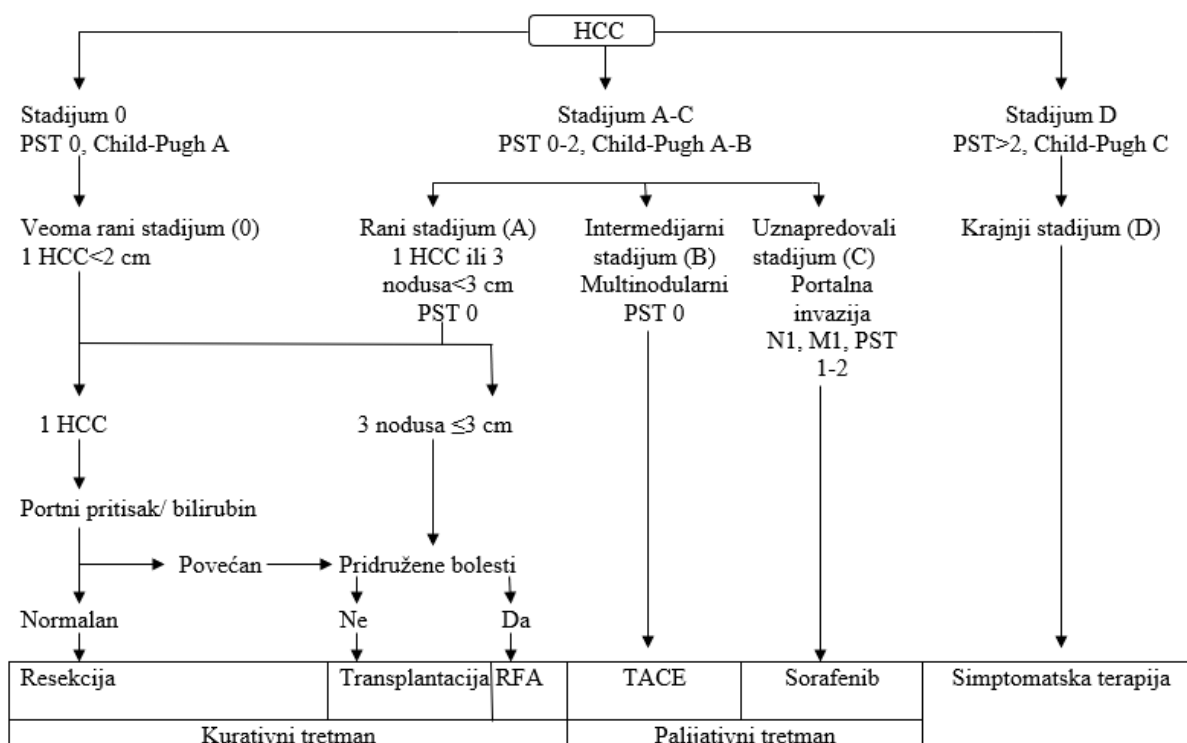 HCC
Stadijum 0
PST 0, Child-Pugh A
Stadijum A-C
PST 0-2, Child-Pugh A-B
Stadijum D
PST>2, Child-Pugh C
Veoma rani stadijum (0)
1 HCC<2 cm
Rani stadijum (A)
1 HCC ili 3
nodusa<3 cm
PST 0
Intermedijarni
stadijum (B)
Multinodularni
PST 0
Uznapredovali
stadijum (C)
Portalna
invazija
N1, M1, PST
1-2
Krajnji stadijum (D)
1 HCC
3 nodusa ≤3 cm
Portni pritisak/ bilirubin
Povećan
Pridružene bolesti
Normalan
Ne
Da
Resekcija
Transplantacija
RFA
TACE
Sorafenib
Simptomatska terapija
Kurativni tretman
Palijativni tretman